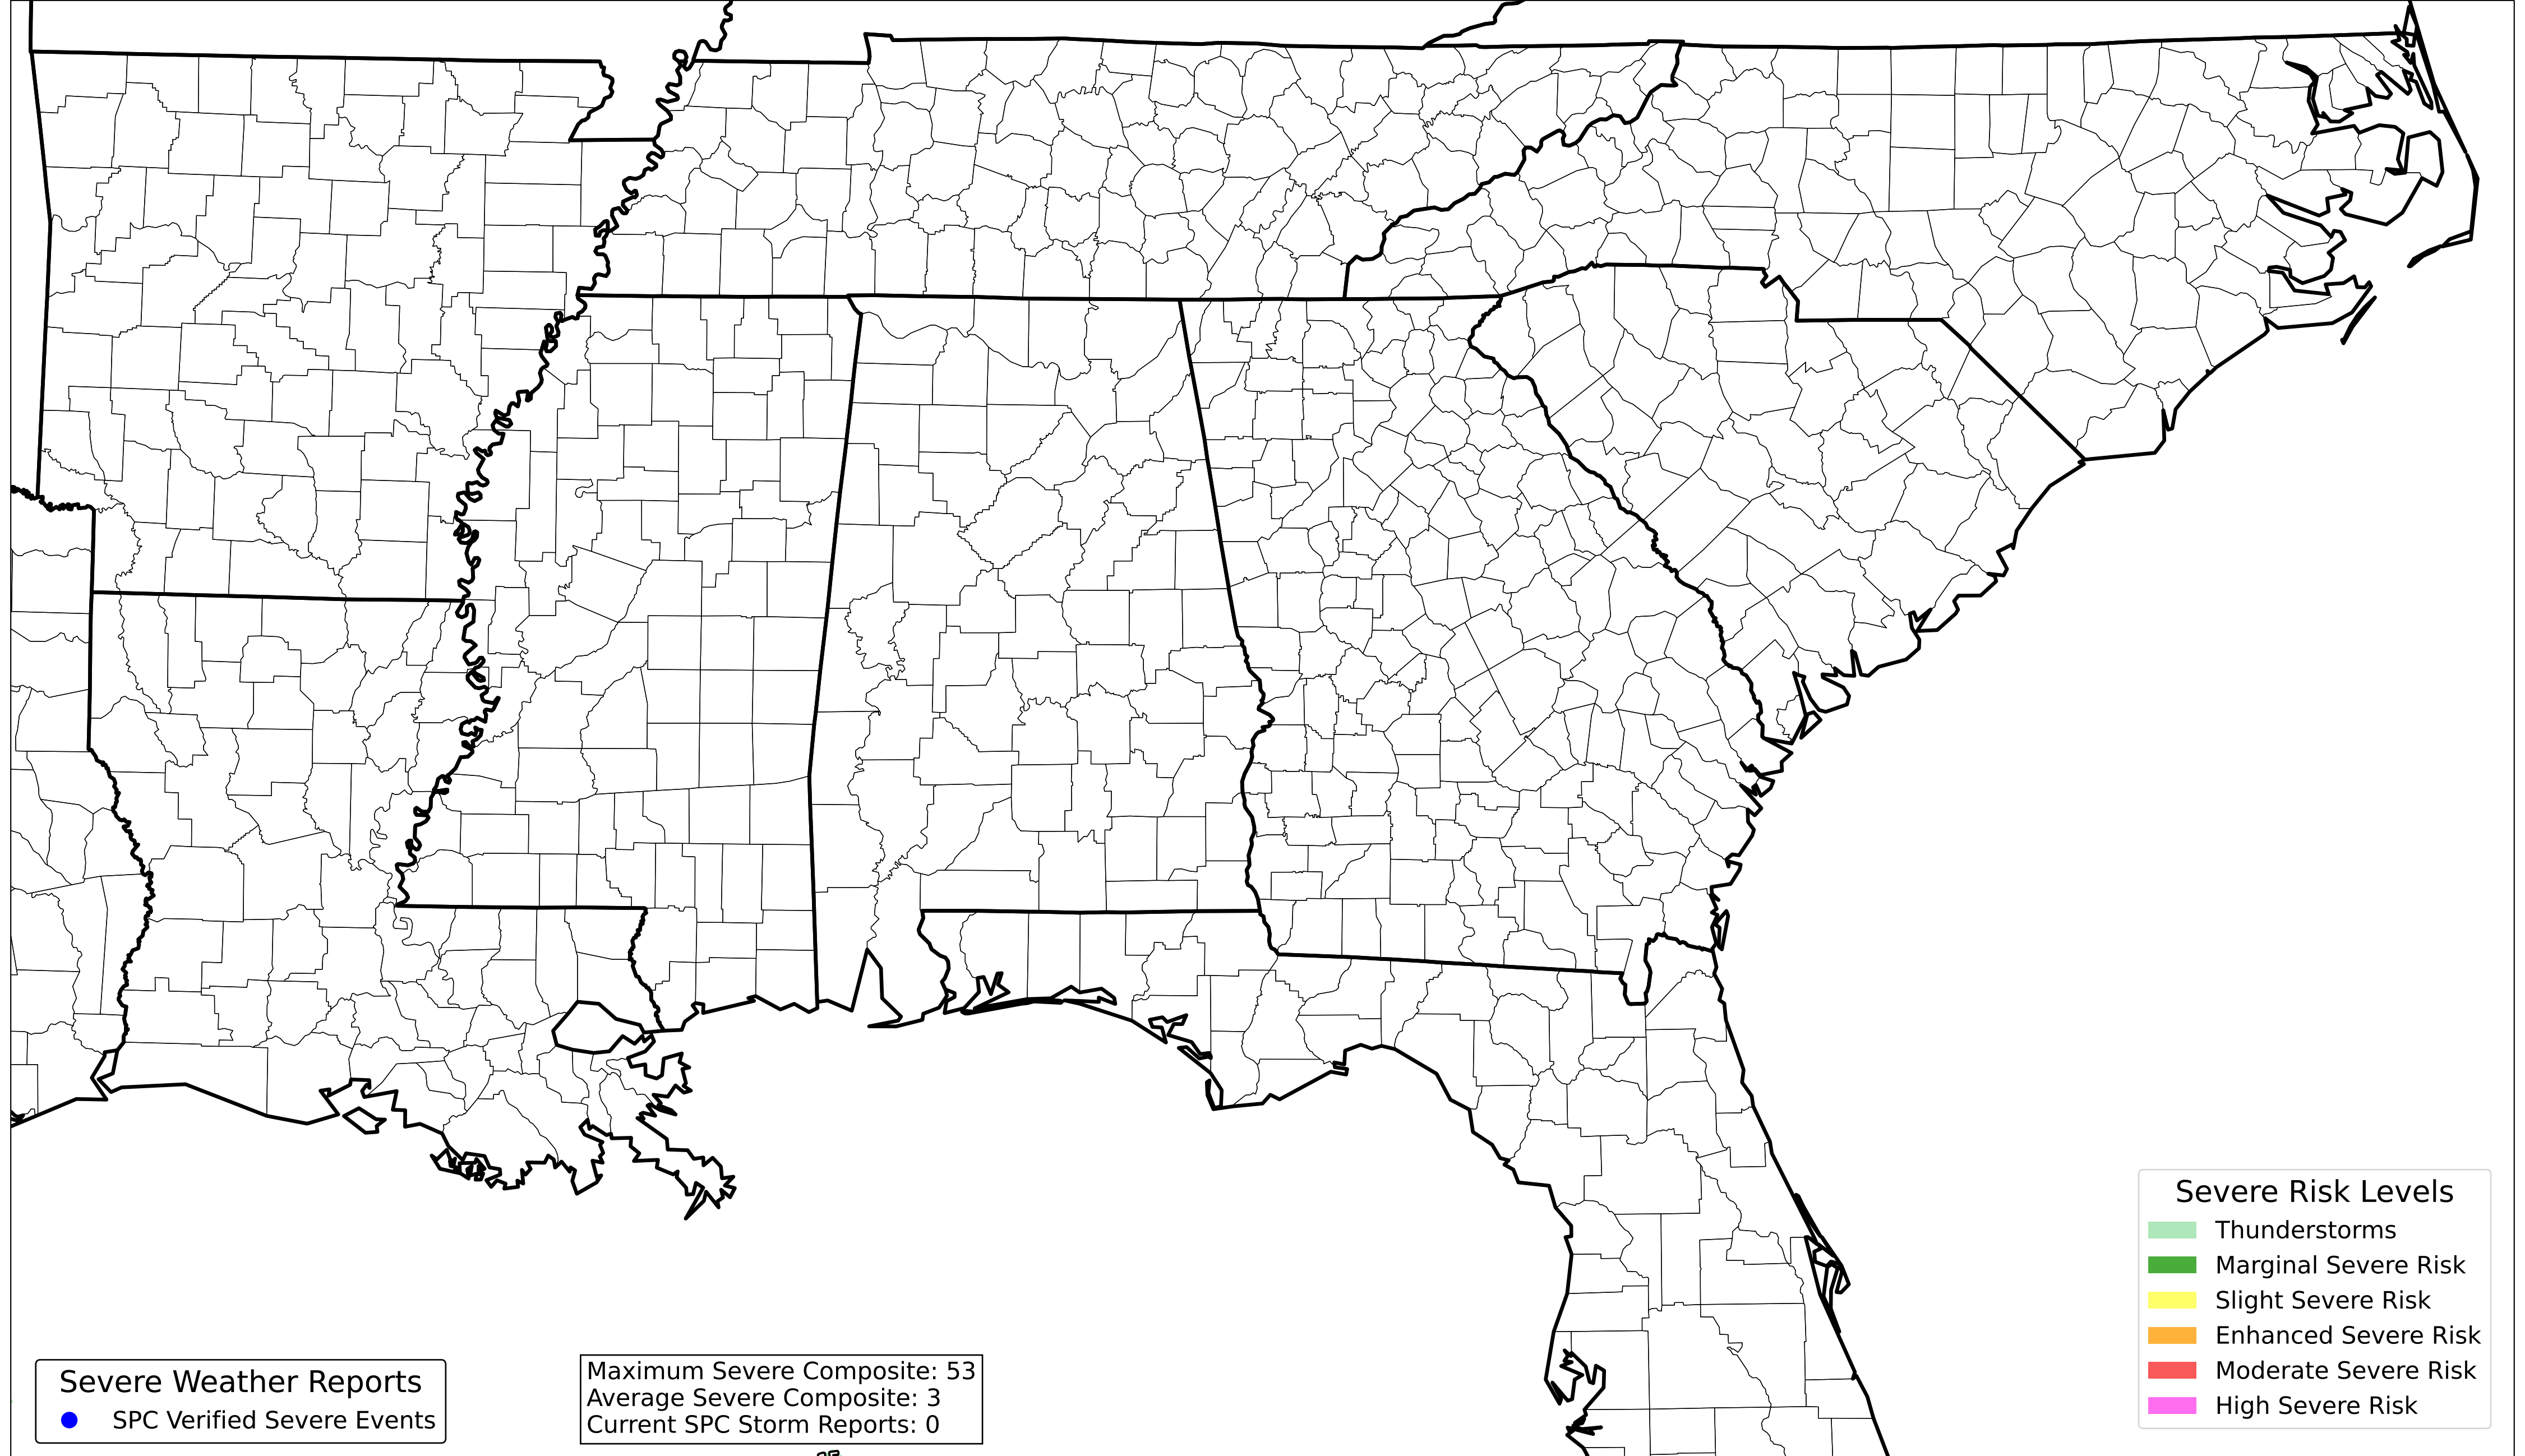 Severe Risk Levels
Thunderstorms
Marginal Severe Risk
Slight Severe Risk
Enhanced Severe Risk
Moderate Severe Risk
High Severe Risk
Severe Weather Reports
SPC Verified Severe Events
Maximum Severe Composite: 53
Average Severe Composite: 3
Current SPC Storm Reports: 0